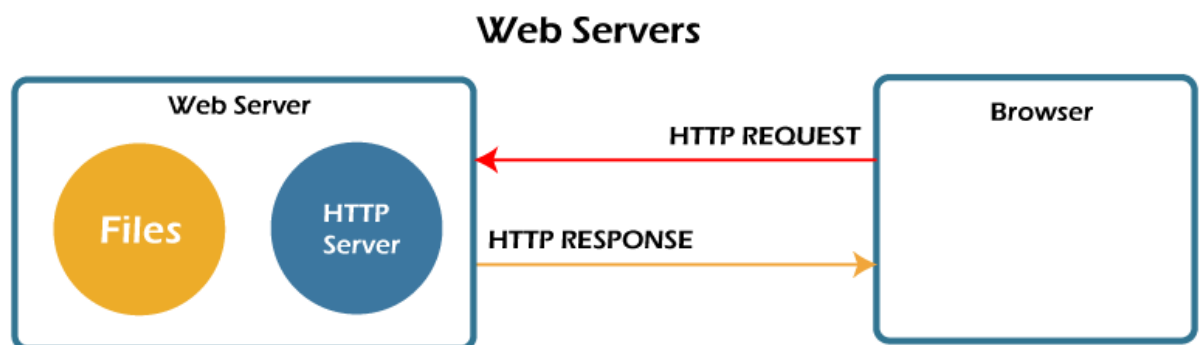 Web Servers
Web Server
Files
HTTP
Server
HTTP REQUEST
HTTP RESPONSE
Browser